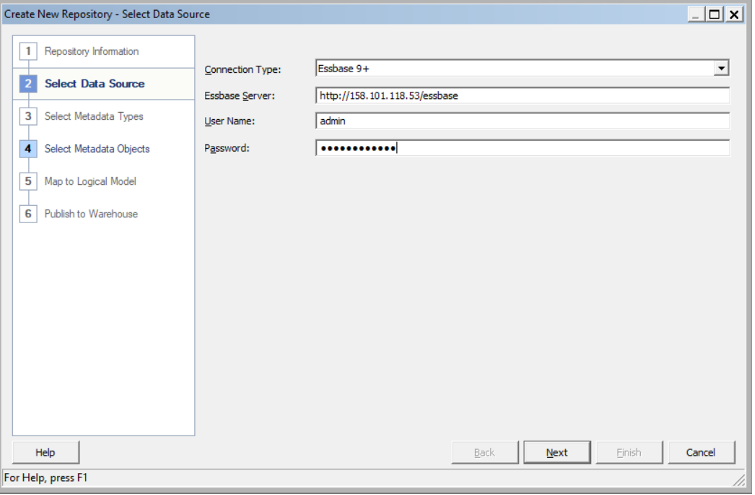 Create New Repository - Select Data Source
1 Repository Information
2 Select Data Source
3 Select Metadata Types
4 Select Metadata Objects
5 Map to Logical Model
6 Publish to Warehouse
Connection Type: Essbase 9+
Essbase Server: http://158.101.118.53/essbase
User Name: admin
Password: ●●●●●●●●●●●●
Help
Back
Next
Finish
Cancel
For Help, press F1